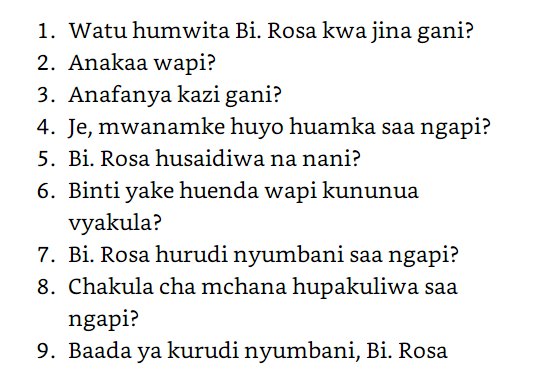 1. Watu humwita Bi. Rosa kwa jina gani?
2. Anakaa wapi?
3. Anafanya kazi gani?
4. Je, mwanamke huyo huamka saa ngapi?
5. Bi. Rosa husaidiwa na nani?
6. Binti yake huenda wapi kununua
vyakula?
7. Bi. Rosa hurudi nyumbani saa ngapi?
8. Chakula cha mchana hupakuliwa saa
ngapi?
9. Baada ya kurudi nyumbani, Bi. Rosa